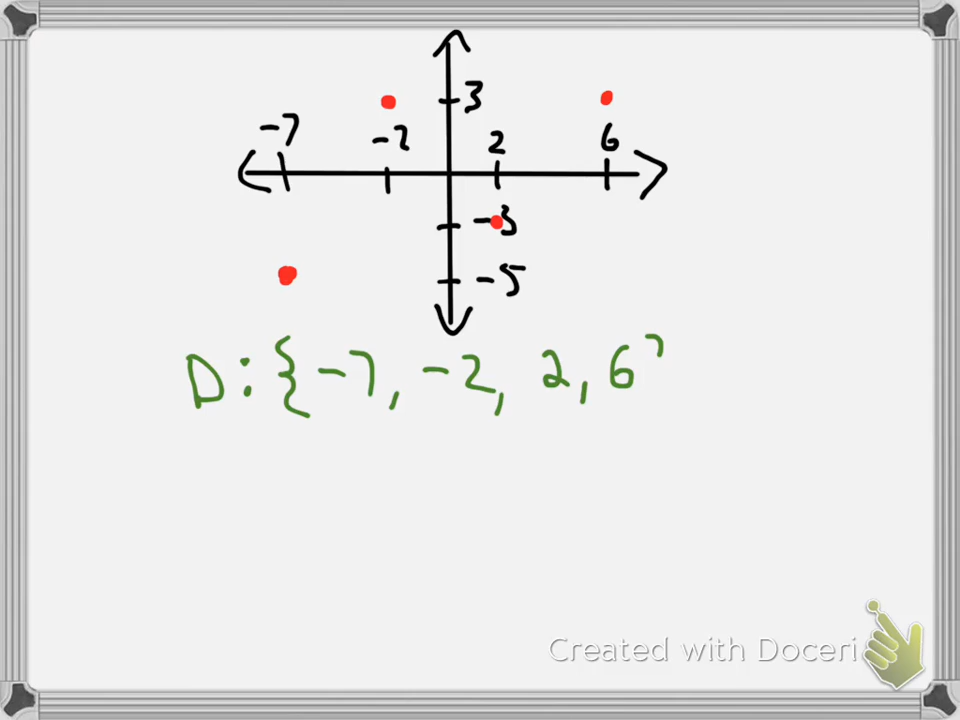 3
-7 -2 2 6
-3
-5
D: {-7, -2, 2, 6
Created with Doceri